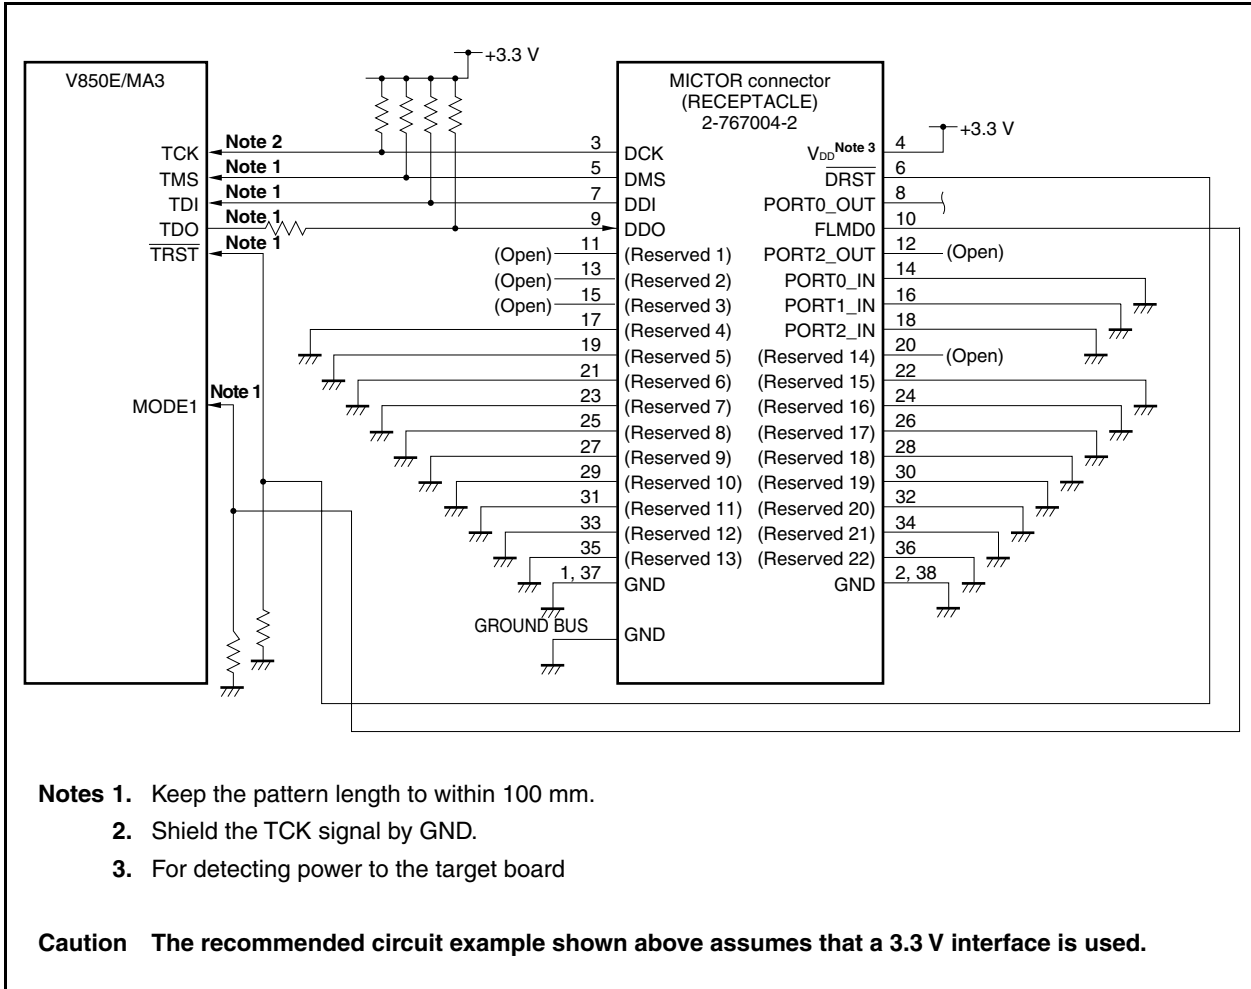 +3.3 V
V850E/MA3
MICTOR connector
(RECEPTACLE)
2-767004-2
+3.3 V
TCK Note 2 3 DCK VDD Note 3 4
TMS Note 1 5 DMS DRST 6
TDI Note 1 7 DDI PORT0_OUT 8
TDO Note 1 9 DDO FLMD0 10
TRST Note 1 (Open) 11 (Reserved 1) PORT2_OUT 12 (Open)
(Open) 13 (Reserved 2) PORT0_IN 14
(Open) 15 (Reserved 3) PORT1_IN 16
17 (Reserved 4) PORT2_IN 18
19 (Reserved 5) (Reserved 14) 20 (Open)
21 (Reserved 6) (Reserved 15) 22
MODE1 Note 1 23 (Reserved 7) (Reserved 16) 24
25 (Reserved 8) (Reserved 17) 26
27 (Reserved 9) (Reserved 18) 28
29 (Reserved 10) (Reserved 19) 30
31 (Reserved 11) (Reserved 20) 32
33 (Reserved 12) (Reserved 21) 34
35 (Reserved 13) (Reserved 22) 36
1, 37 GND GND 2, 38
GROUND BUS GND
Notes 1. Keep the pattern length to within 100 mm.
2. Shield the TCK signal by GND.
3. For detecting power to the target board
Caution The recommended circuit example shown above assumes that a 3.3 V interface is used.